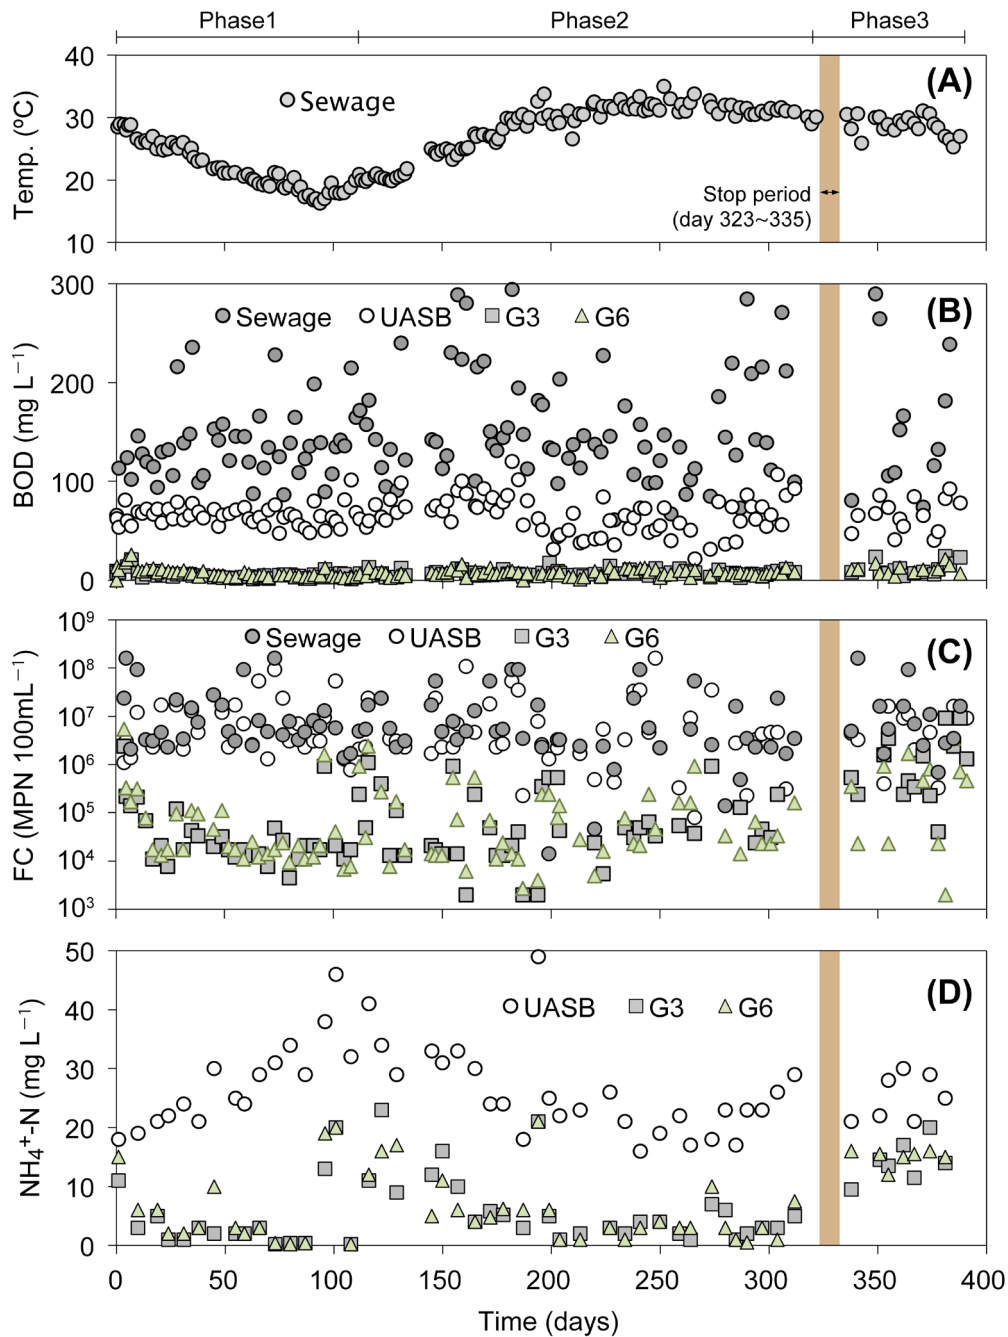 Phase1 Phase2 Phase3
40
30
20
10
Temp. (ºC)
(A)
Sewage
Stop period
(day 323~335)
300
200
100
0
BOD (mg L⁻¹)
(B)
Sewage UASB G3 G6
10⁹
10⁸
10⁷
10⁶
10⁵
10⁴
10³
FC (MPN 100mL⁻¹)
(C)
Sewage UASB G3 G6
50
40
30
20
10
0
NH₄⁺-N (mg L⁻¹)
(D)
UASB G3 G6
0 50 100 150 200 250 300 350 400
Time (days)